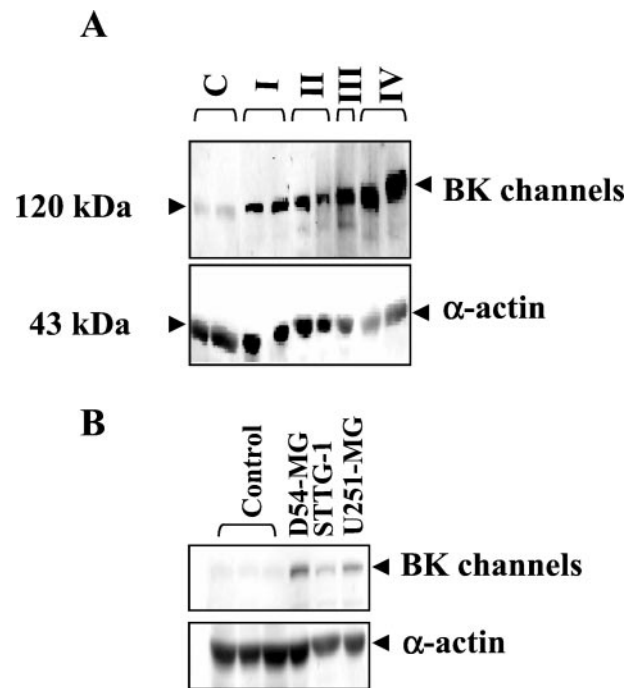 A
C I II III IV
120 kDa
BK channels
43 kDa
α-actin
B
Control D54-MG STTG-1 U251-MG
BK channels
α-actin